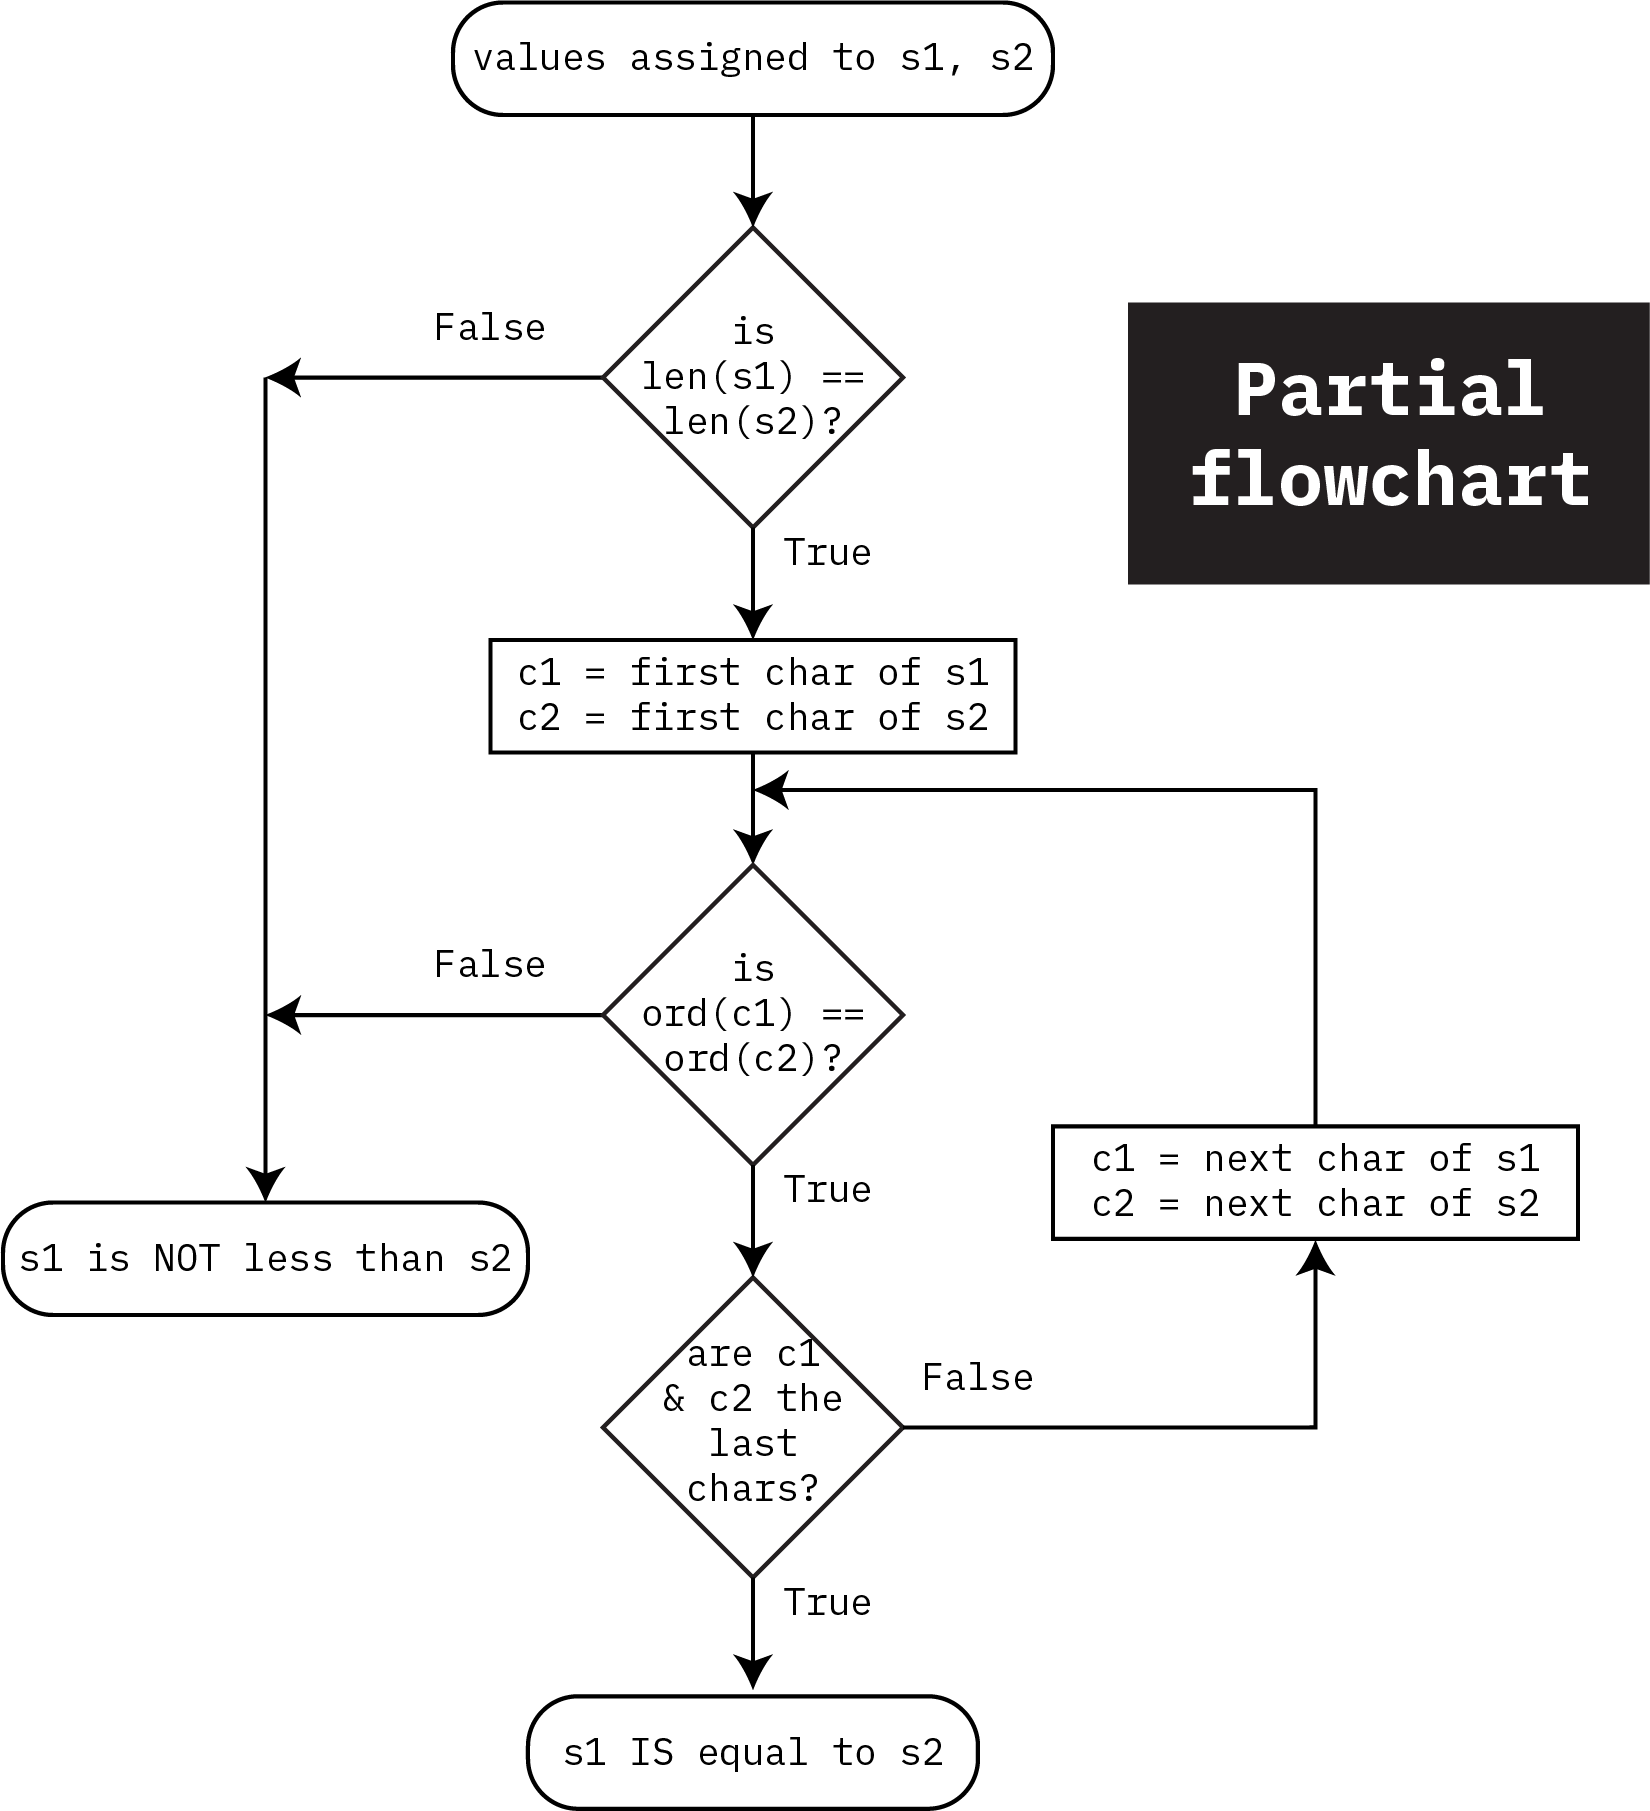 values assigned to s1, s2
False
is
len(s1) ==
len(s2)?
Partial
flowchart
True
c1 = first char of s1
c2 = first char of s2
False
is
ord(c1) ==
ord(c2)?
True
c1 = next char of s1
c2 = next char of s2
s1 is NOT less than s2
are c1
& c2 the
last
chars?
False
True
s1 IS equal to s2